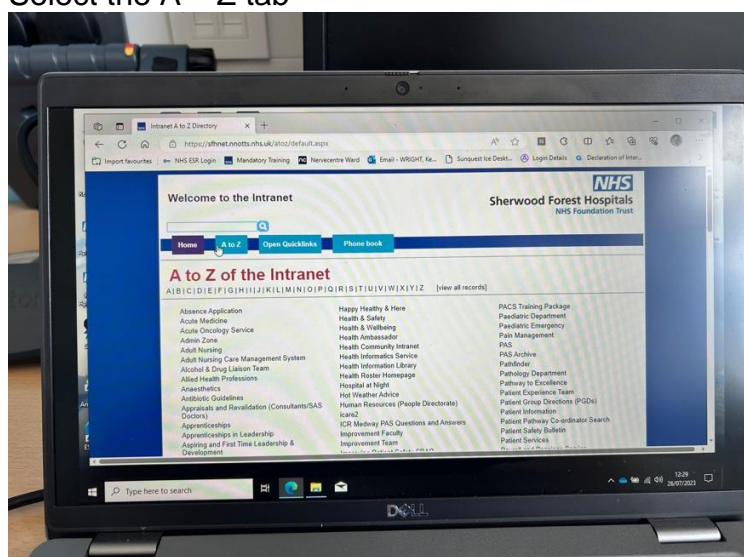 Select the A – Z tab
Intranet A to Z Directory
https://sfhnet.nnotts.nhs.uk/atoz/default.aspx
Import favourites
NHS ESR Login
Mandatory Training
Nervecentre Ward
Email - WRIGHT, Ke...
Sunquest Ice Deskt...
Login Details
Declaration of Inter...
NHS
Welcome to the Intranet
Sherwood Forest Hospitals
NHS Foundation Trust
Home
A to Z
Open Quicklinks
Phone book
A to Z of the Intranet
A|B|C|D|E|F|G|H|I|J|K|L|M|N|O|P|Q|R|S|T|U|V|W|X|Y|Z [view all records]
Absence Application
Acute Medicine
Acute Oncology Service
Admin Zone
Adult Nursing
Adult Nursing Care Management System
Alcohol & Drug Liaison Team
Allied Health Professions
Anaesthetics
Antibiotic Guidelines
Appraisals and Revalidation (Consultants/SAS
Doctors)
Apprenticeships
Apprenticeships in Leadership
Aspiring and First Time Leadership &
Development
Happy Healthy & Here
Health & Safety
Health & Wellbeing
Health Ambassador
Health Community Intranet
Health Informatics Service
Health Information Library
Health Roster Homepage
Hospital at Night
Hot Weather Advice
Human Resources (People Directorate)
icare2
ICR Medway PAS Questions and Answers
Improvement Faculty
Improvement Team
PACS Training Package
Paediatric Department
Paediatric Emergency
Pain Management
PAS
PAS Archive
Pathfinder
Pathology Department
Pathway to Excellence
Patient Experience Team
Patient Group Directions (PGDs)
Patient Information
Patient Pathway Co-ordinator Search
Patient Safety Bulletin
Patient Services
Type here to search
12:29
26/07/2023
DELL